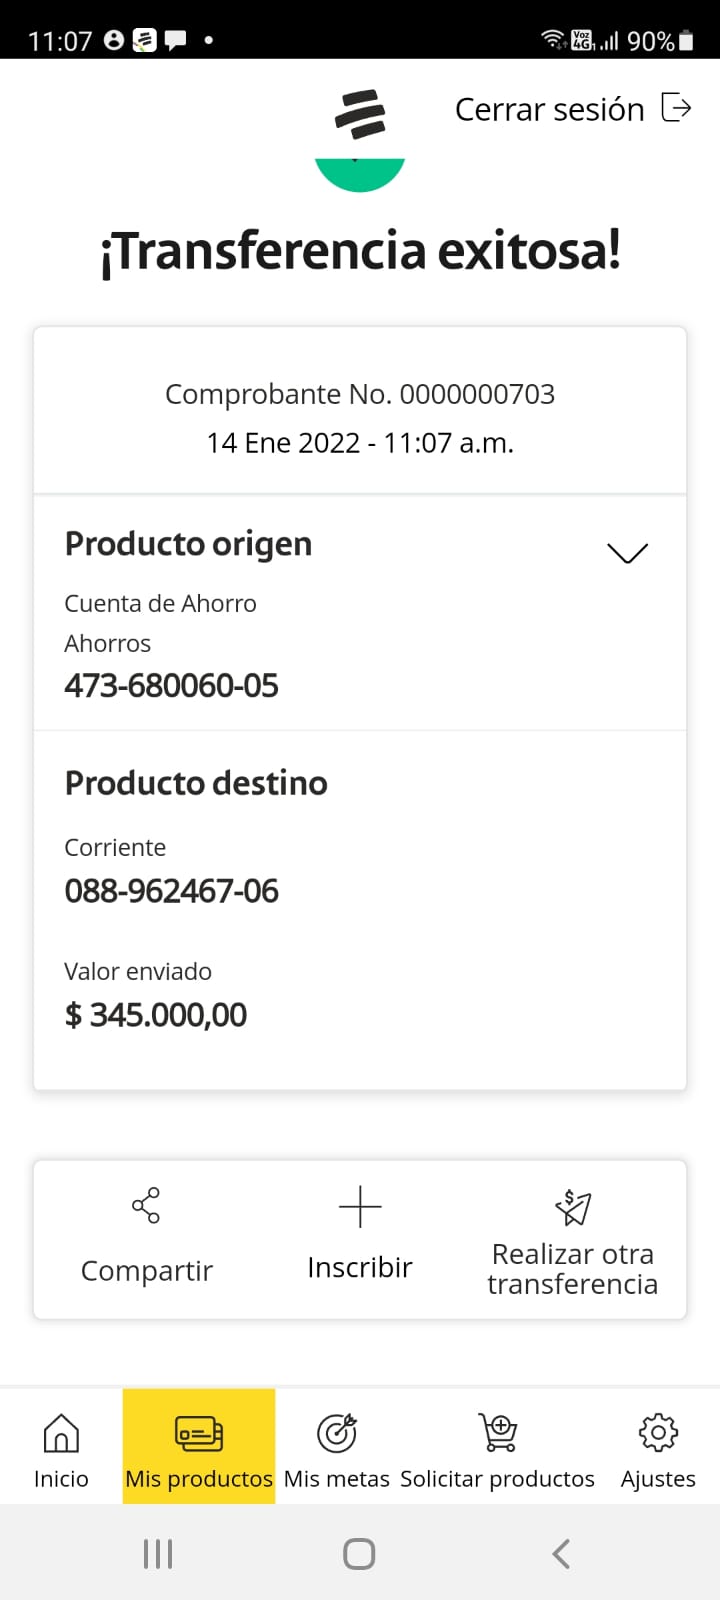 11:07
Voz 4G 90%
Cerrar sesión
¡Transferencia exitosa!
Comprobante No. 0000000703
14 Ene 2022 - 11:07 a.m.
Producto origen
Cuenta de Ahorro
Ahorros
473-680060-05
Producto destino
Corriente
088-962467-06
Valor enviado
$ 345.000,00
Compartir
Inscribir
Realizar otra
transferencia
Inicio
Mis productos
Mis metas
Solicitar productos
Ajustes